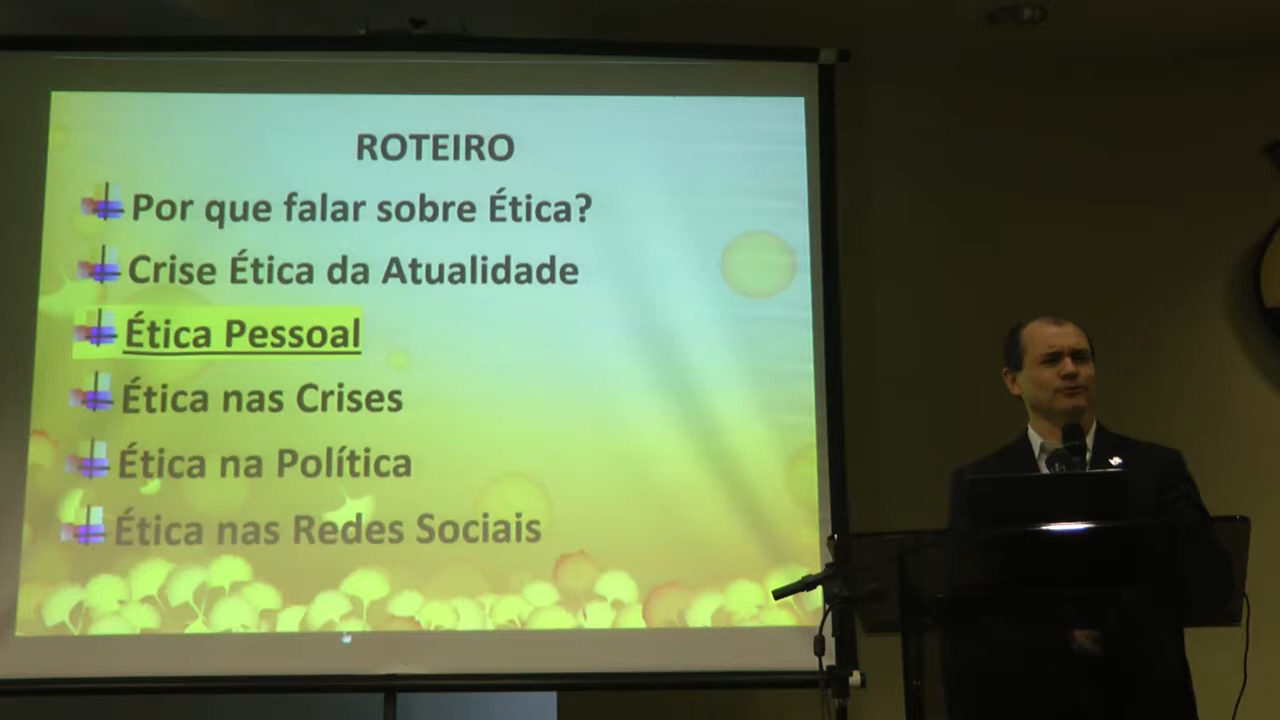 ROTEIRO
Por que falar sobre Ética?
Crise Ética da Atualidade
Ética Pessoal
Ética nas Crises
Ética na Política
Ética nas Redes Sociais